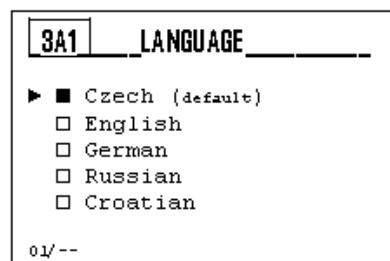 3A1 LANGUAGE
► ■ Czech (default)
□ English
□ German
□ Russian
□ Croatian
01/--